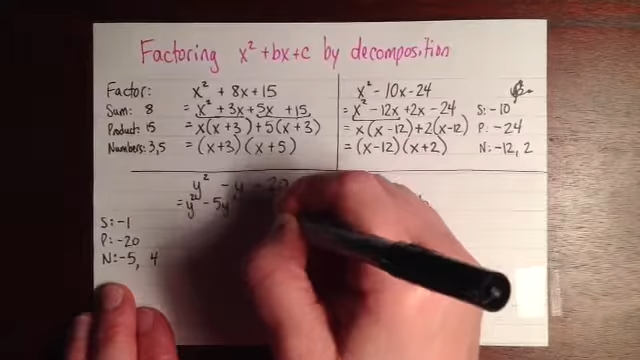 Factoring x² + bx + c by decomposition
Factor: x² + 8x + 15
Sum: 8 = x² + 3x + 5x + 15
Product: 15 = x(x+3) + 5(x+3)
Numbers: 3,5 = (x+3)(x+5)
x² - 10x - 24
= x² - 12x + 2x - 24 S: -10
= x(x-12) + 2(x-12) P: -24
= (x-12)(x+2) N: -12, 2
y² - y - 20
= y² - 5y
S: -1
P: -20
N: -5, 4